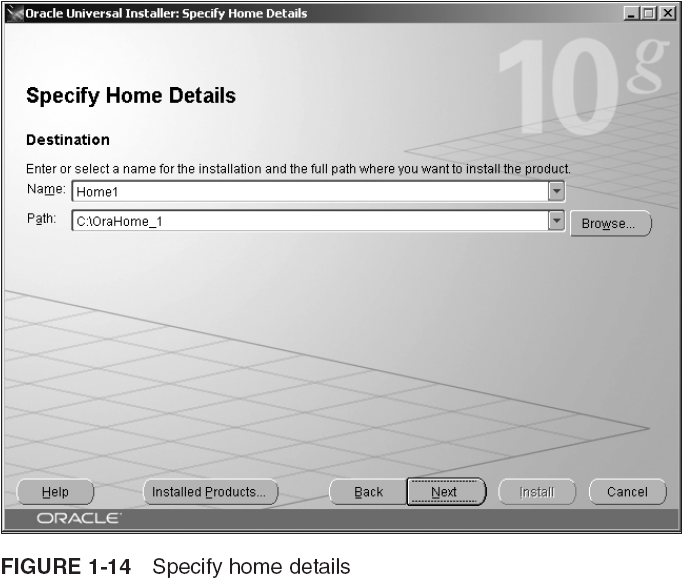 Oracle Universal Installer: Specify Home Details
10g
Specify Home Details
Destination
Enter or select a name for the installation and the full path where you want to install the product.
Name: Home1
Path: C:\OraHome_1 Browse...
Help Installed Products... Back Next Install Cancel
ORACLE
FIGURE 1-14 Specify home details